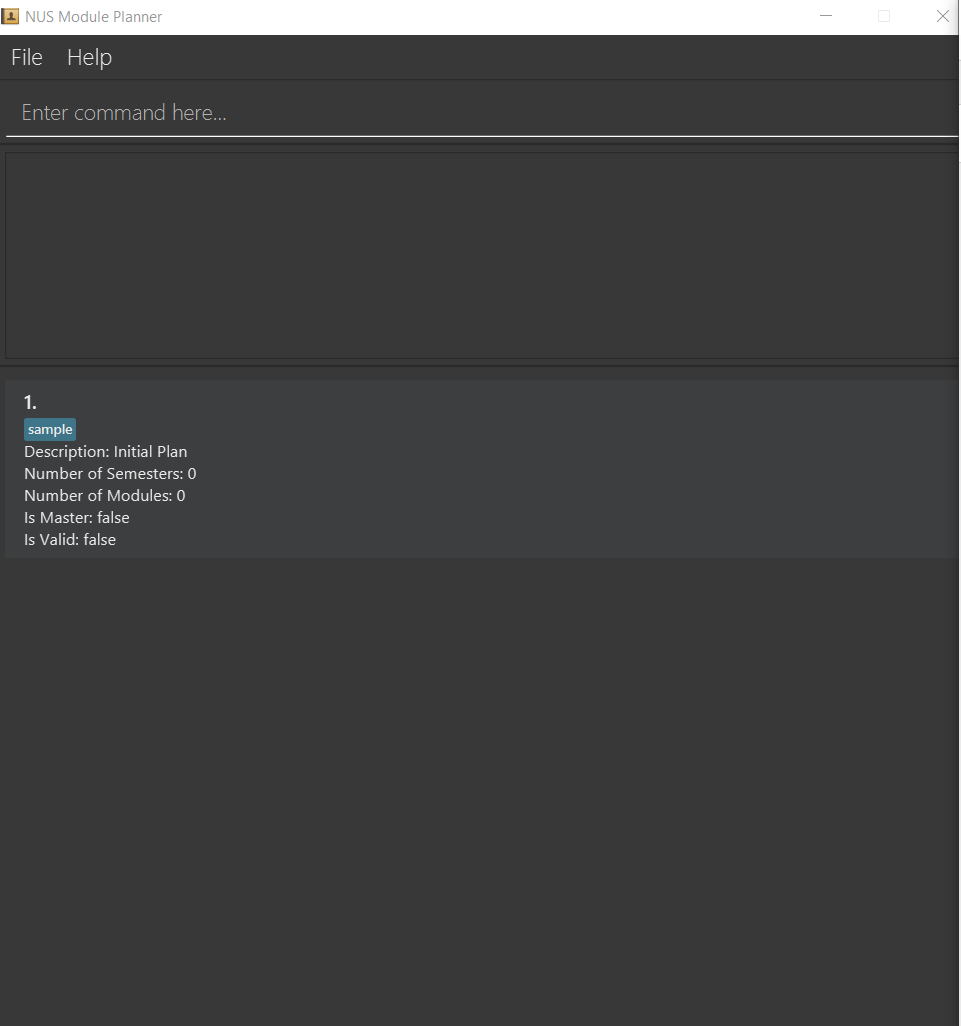 NUS Module Planner
File Help
Enter command here...
1.
sample
Description: Initial Plan
Number of Semesters: 0
Number of Modules: 0
Is Master: false
Is Valid: false